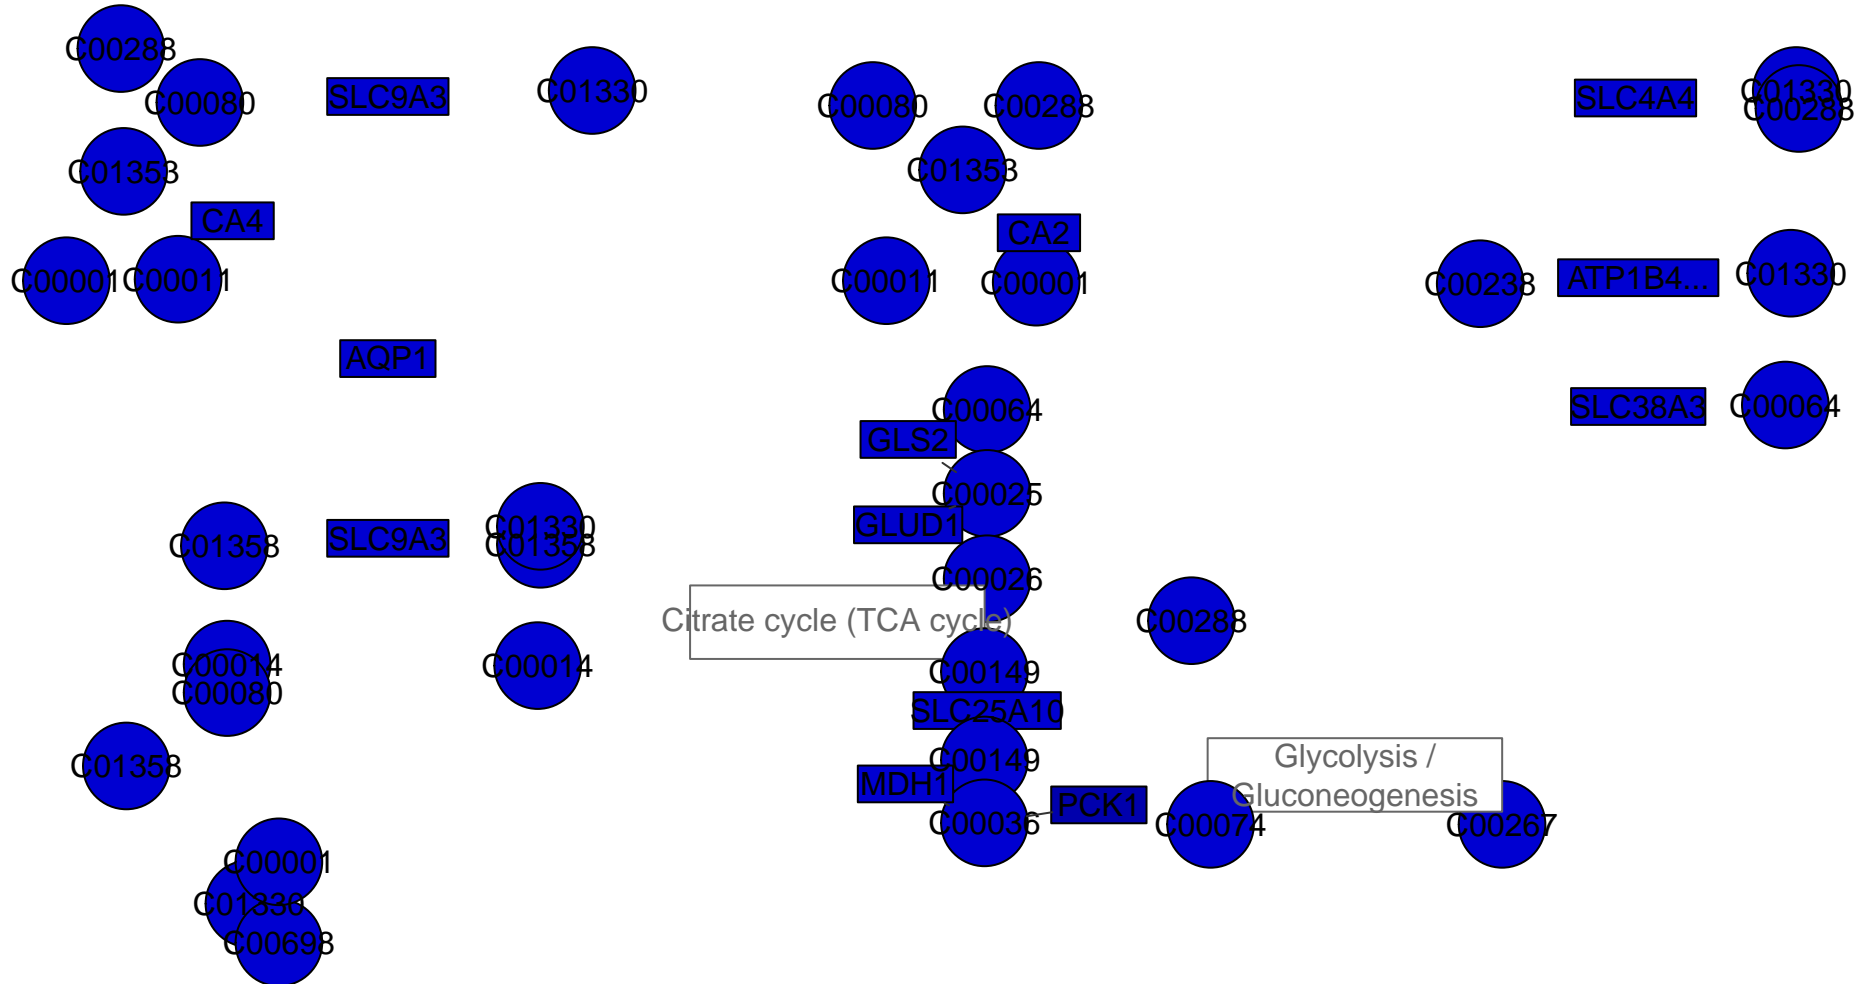 C00288
C00080
SLC9A3
C01330
C00080
C00288
SLC4A4
C01330
C00288
C01353
C01353
CA4
CA2
C00001
C00011
C00011
C00001
C00238
ATP1B4...
C01330
AQP1
C00064
SLC38A3
C00064
GLS2
C00025
GLUD1
C01358
SLC9A3
C01330
C01358
C00026
Citrate cycle (TCA cycle)
C00288
C00014
C00080
C00014
C00149
SLC25A10
C01358
C00149
MDH1
Glycolysis /
Gluconeogenesis
C00036
PCK1
C00074
C00267
C00001
C01330
C00698